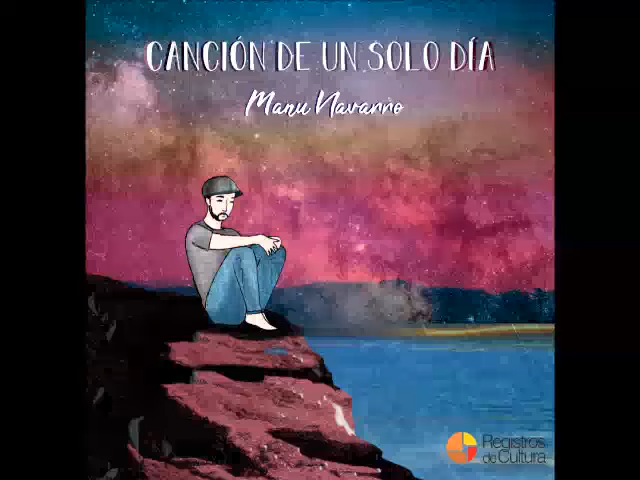 CANCIÓN DE UN SOLO DÍA
Manu Navarro
Registros
de Cultura